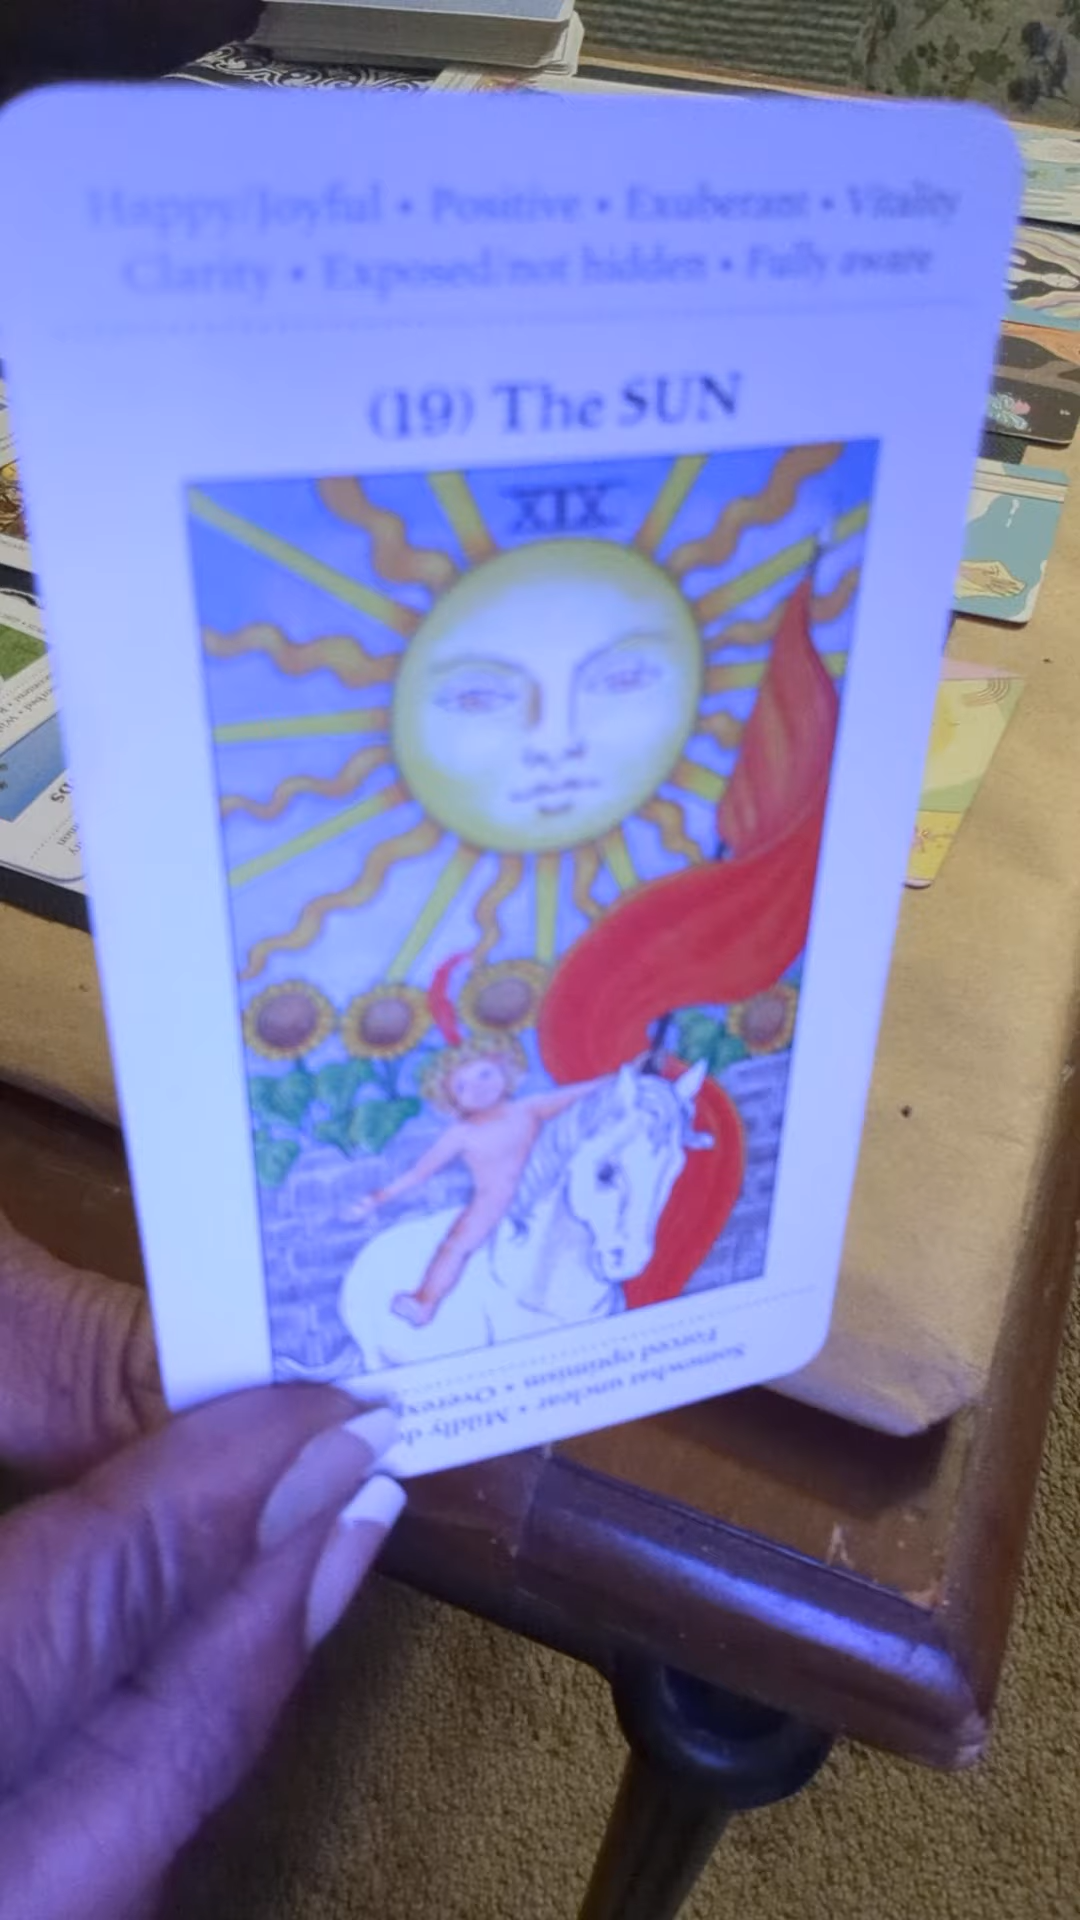 Happy/Joyful • Positive • Exuberant • Vitality
Clarity • Exposed/not hidden • Fully aware
(19) The SUN
XIX
Forced optimism •
Somewhat unclear • Mildly